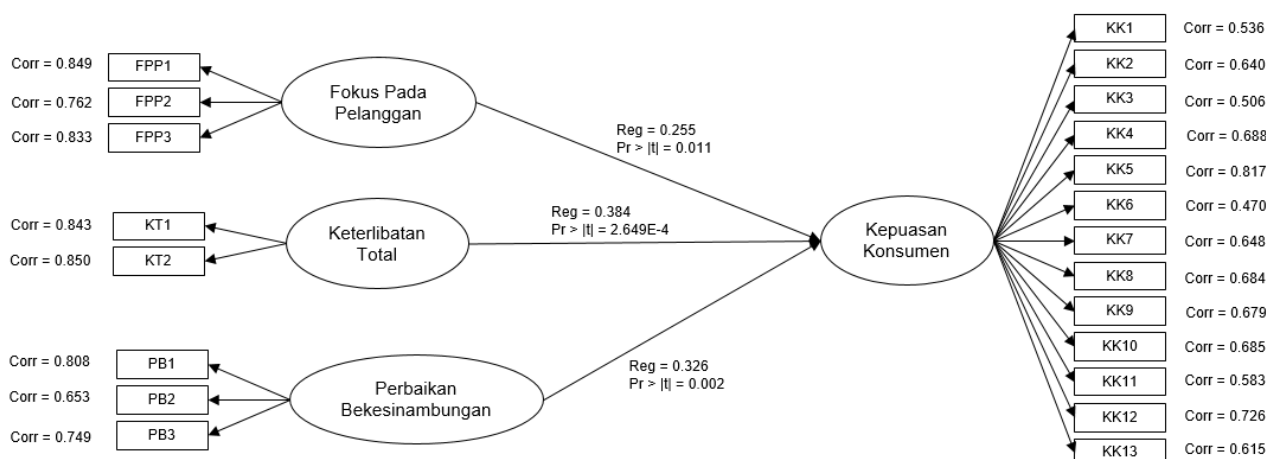 Corr = 0.849
FPP1
Corr = 0.762
FPP2
Corr = 0.833
FPP3
Fokus Pada
Pelanggan
Corr = 0.843
KT1
Corr = 0.850
KT2
Keterlibatan
Total
Corr = 0.808
PB1
Corr = 0.653
PB2
Corr = 0.749
PB3
Perbaikan
Bekesinambungan
Reg = 0.255
Pr > |t| = 0.011
Reg = 0.384
Pr > |t| = 2.649E-4
Reg = 0.326
Pr > |t| = 0.002
Kepuasan
Konsumen
KK1
Corr = 0.536
KK2
Corr = 0.640
KK3
Corr = 0.506
KK4
Corr = 0.688
KK5
Corr = 0.817
KK6
Corr = 0.470
KK7
Corr = 0.648
KK8
Corr = 0.684
KK9
Corr = 0.679
KK10
Corr = 0.685
KK11
Corr = 0.583
KK12
Corr = 0.726
KK13
Corr = 0.615